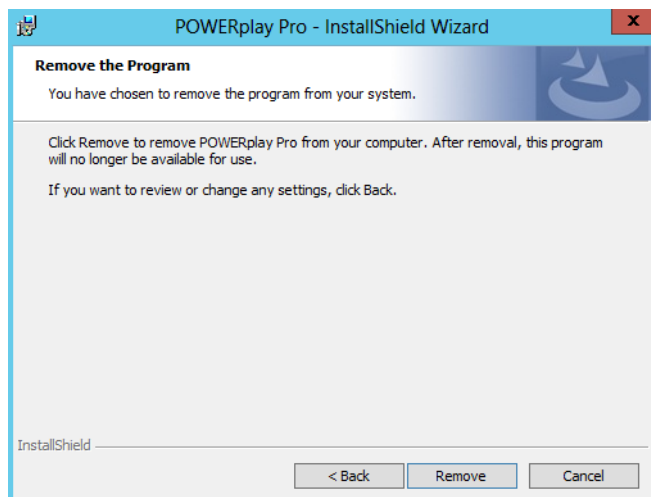 POWERplay Pro - InstallShield Wizard
x
Remove the Program
You have chosen to remove the program from your system.
Click Remove to remove POWERplay Pro from your computer. After removal, this program
will no longer be available for use.
If you want to review or change any settings, click Back.
InstallShield
< Back Remove Cancel